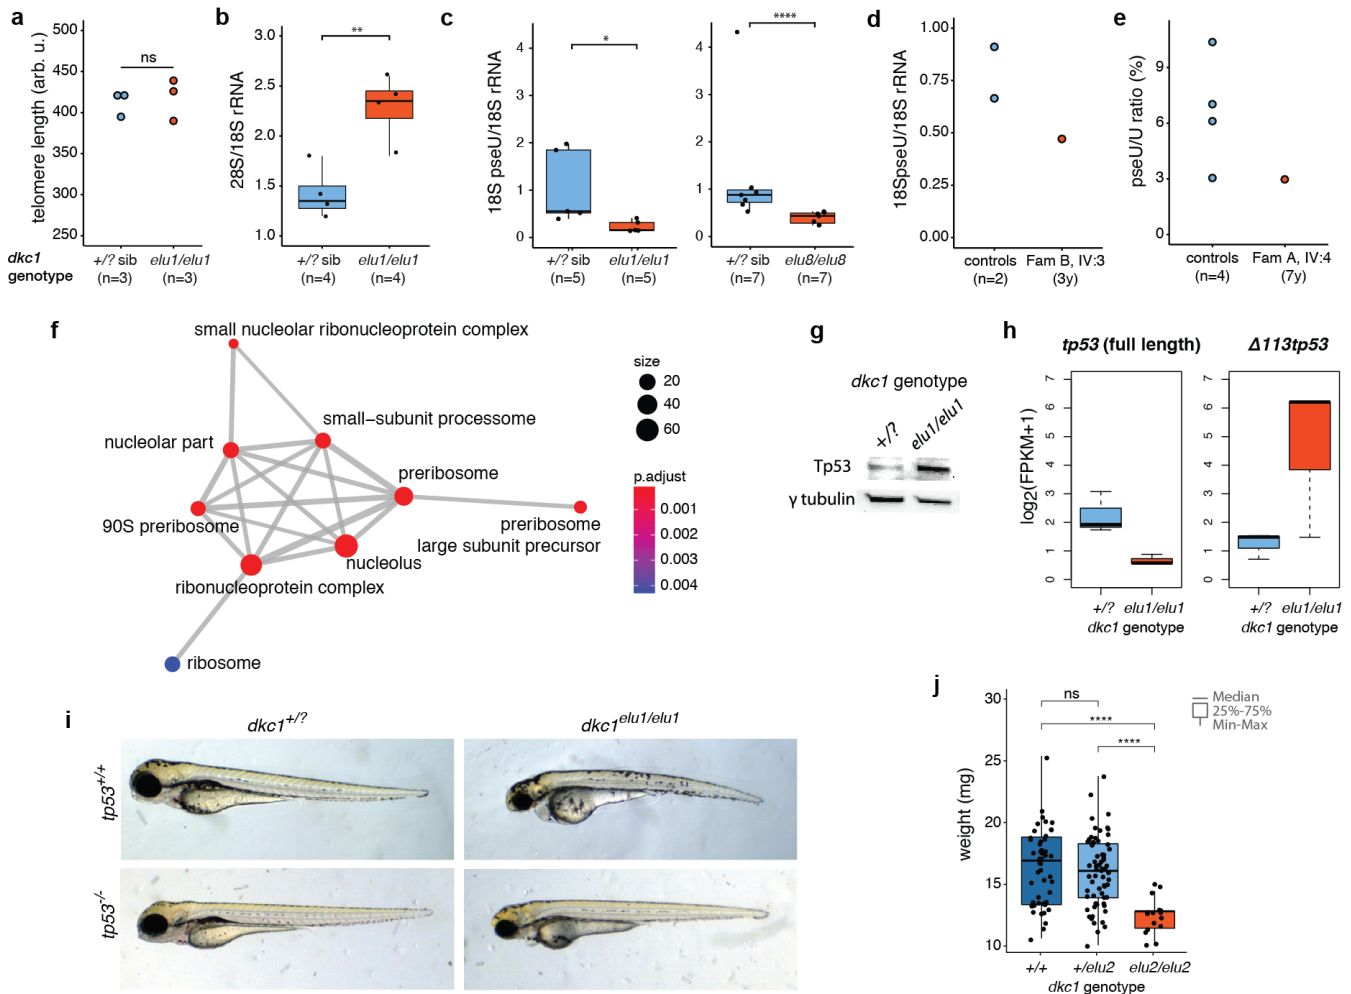 a
telomere length (arb. u.)
500
450
400
350
300
250
ns
dkc1
genotype
+/? sib
(n=3)
elu1/elu1
(n=3)
b
28S/18S rRNA
3.0
2.5
2.0
1.5
1.0
**
+/? sib
(n=4)
elu1/elu1
(n=4)
c
18S pseU/18S rRNA
4
3
2
1
0
*
+/? sib
(n=5)
elu1/elu1
(n=5)
4
3
2
1
0
****
+/? sib
(n=7)
elu8/elu8
(n=7)
d
18SpseU/18S rRNA
1.00
0.75
0.50
0.25
0.00
controls
(n=2)
Fam B, IV:3
(3y)
e
pseU/U ratio (%)
9
6
3
0
controls
(n=4)
Fam A, IV:4
(7y)
f
small nucleolar ribonucleoprotein complex
small−subunit processome
nucleolar part
preribosome
90S preribosome
preribosome
large subunit precursor
nucleolus
ribonucleoprotein complex
ribosome
size
20
40
60
p.adjust
0.001
0.002
0.003
0.004
g
dkc1 genotype
+/?
elu1/elu1
Tp53
γ tubulin
h
tp53 (full length)
Δ113tp53
log2(FPKM+1)
7
6
5
4
3
2
1
0
+/?
elu1/elu1
dkc1 genotype
7
6
5
4
3
2
1
0
+/?
elu1/elu1
dkc1 genotype
i
dkc1+/?
dkc1elu1/elu1
tp53+/+
tp53-/-
j
weight (mg)
30
25
20
15
10
ns
****
****
Median
25%-75%
Min-Max
+/+
+/elu2
elu2/elu2
dkc1 genotype